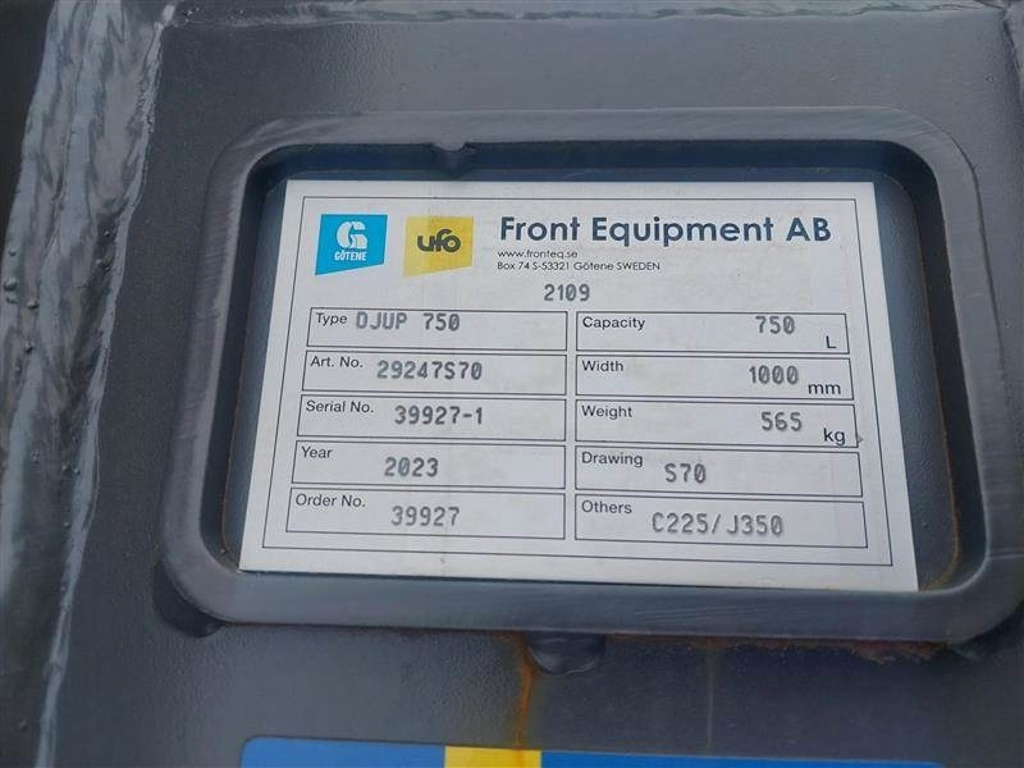 GÖTENE
ufo
Front Equipment AB
www.fronteq.se
Box 74 S-53321 Götene SWEDEN
2109
Type DJUP 750
Capacity 750 L
Art. No. 29247S70
Width 1000 mm
Serial No. 39927-1
Weight 565 kg
Year 2023
Drawing S70
Order No. 39927
Others C225/J350